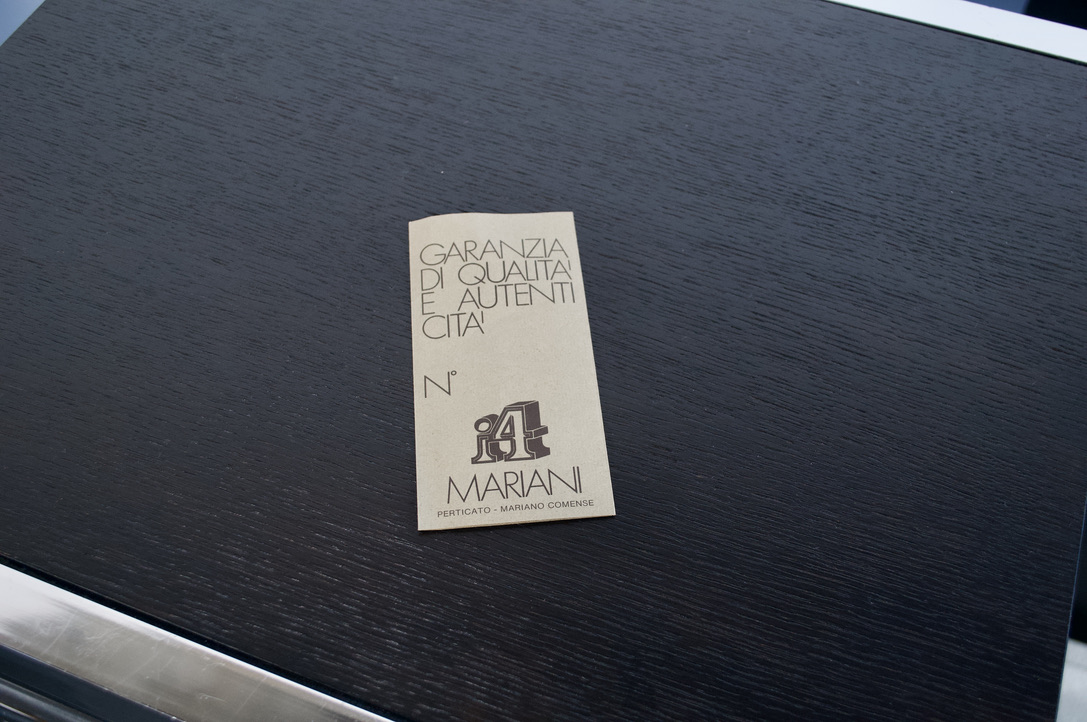 GARANZIA
DI QUALITA'
E AUTENTI
CITA'
N°
i4
MARIANI
PERTICATO - MARIANO COMENSE